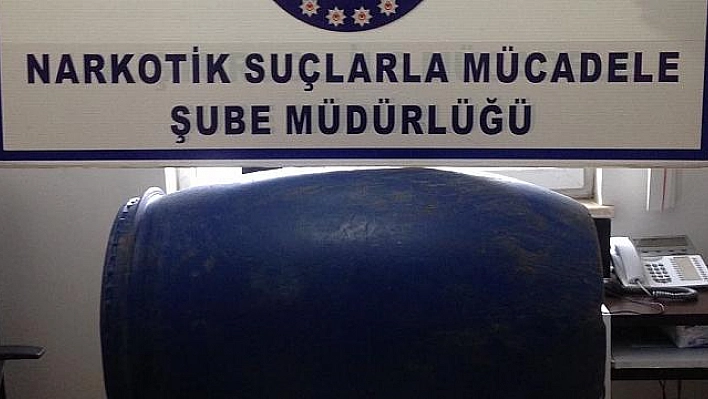 NARKOTİK SUÇLARLA MÜCADELE
ŞUBE MÜDÜRLÜĞÜ